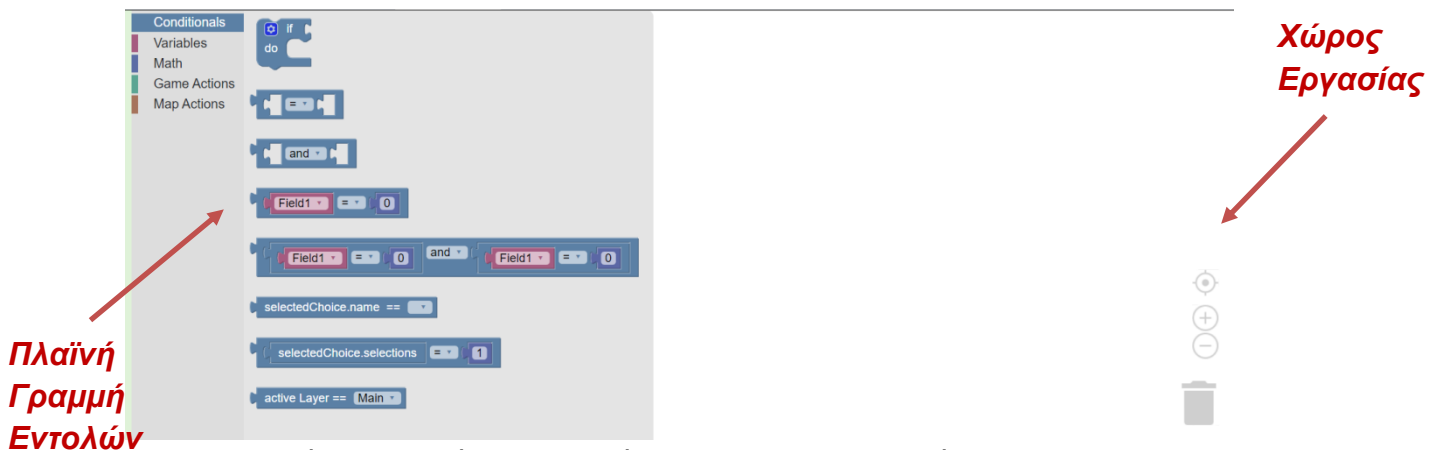 Conditionals
Variables
Math
Game Actions
Map Actions
if
do
=
and
Field1 = 0
Field1 = 0 and Field1 = 0
selectedChoice.name ==
selectedChoice.selections = 1
active Layer == Main
Χώρος
Εργασίας
Πλαϊνή
Γραμμή
Εντολών